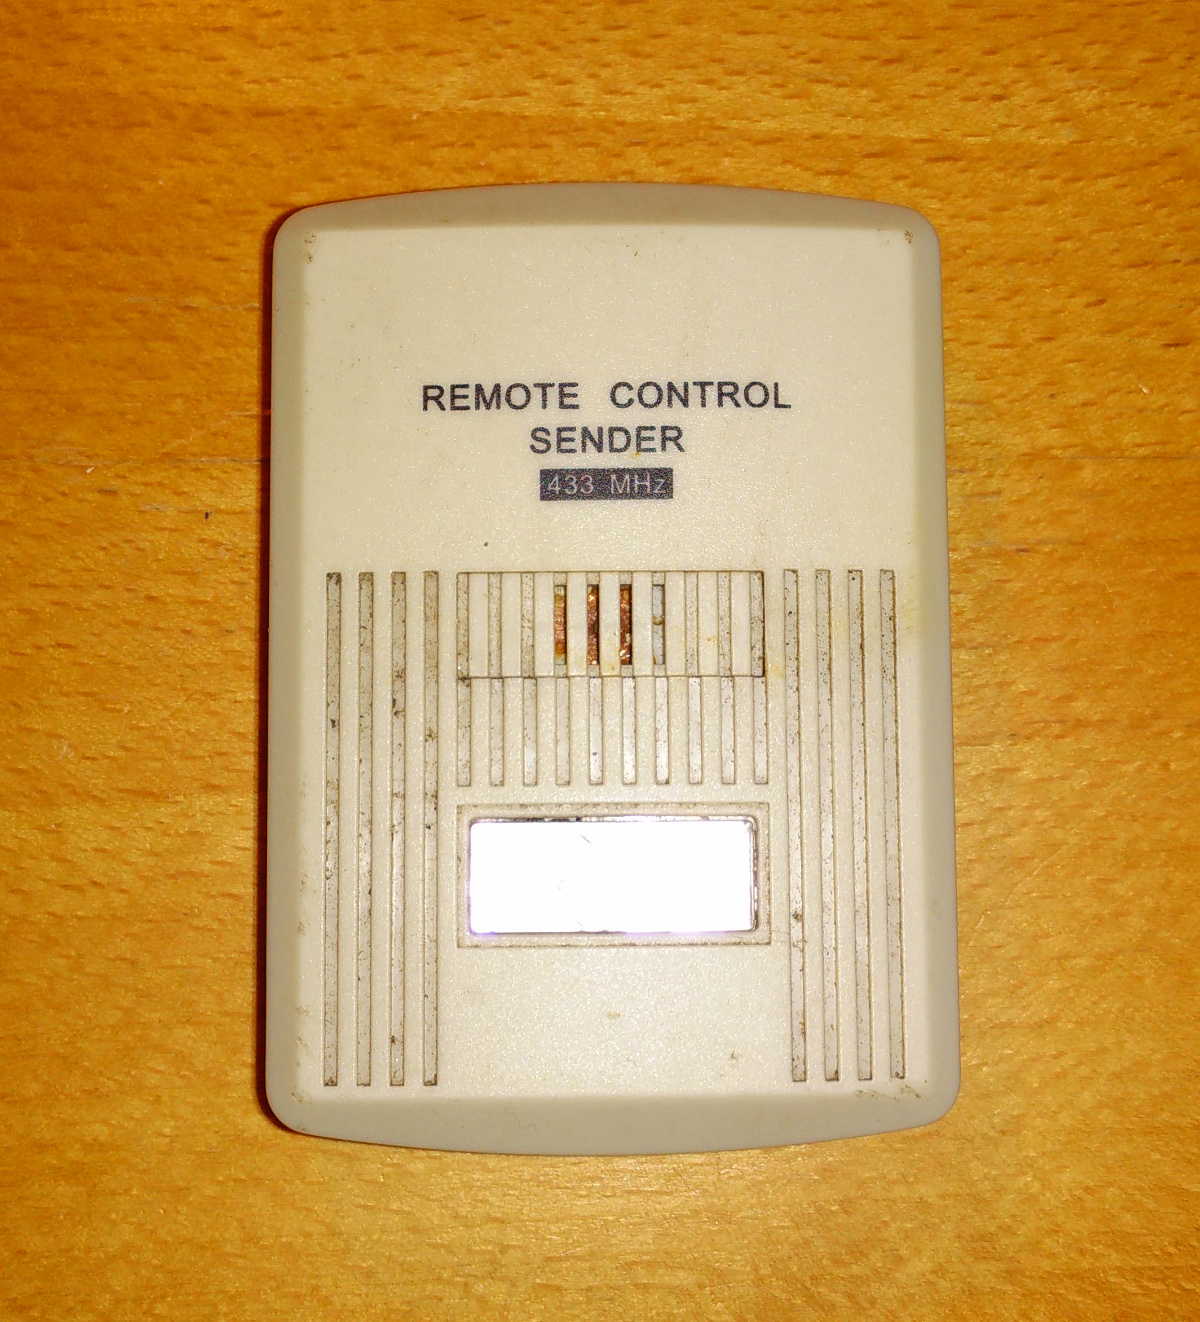 REMOTE CONTROL
SENDER
433 MHz